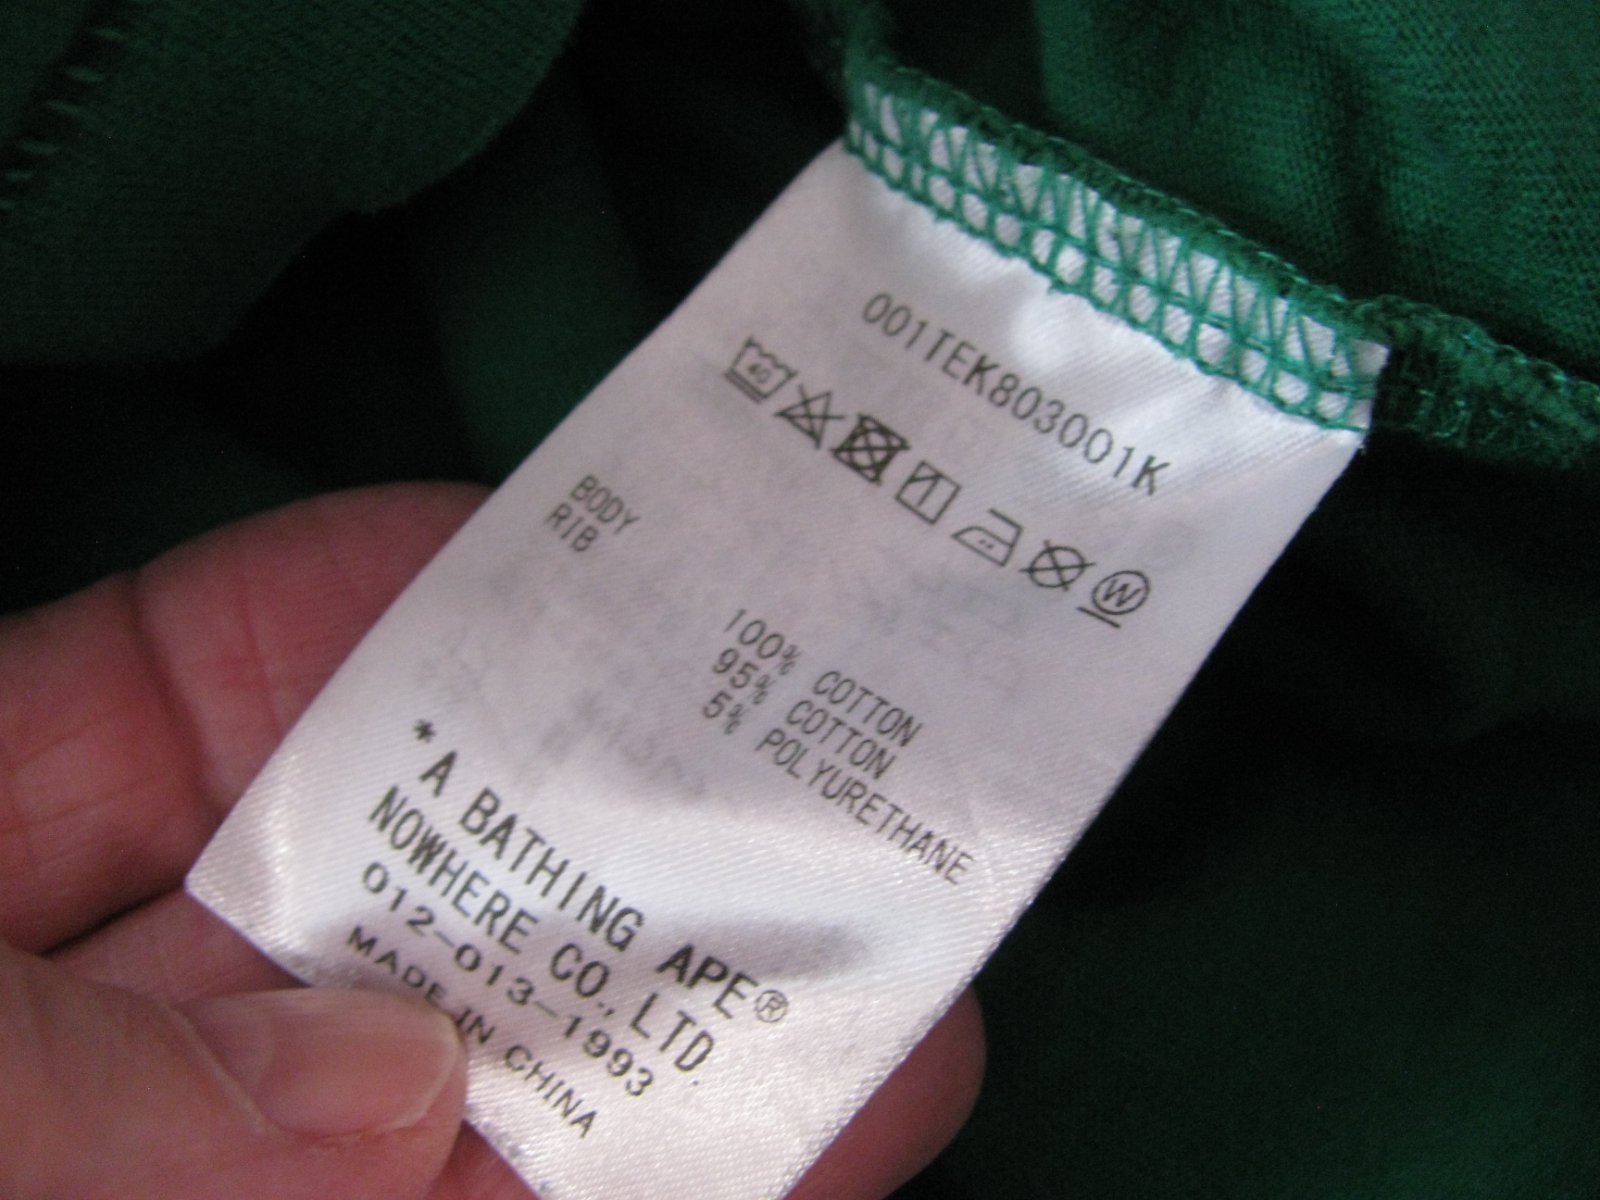 001TEK803001K
40
W
BODY 100% COTTON
RIB 95% COTTON
5% POLYURETHANE
*A BATHING APE®
NOWHERE CO., LTD.
012-013-1993
MADE IN CHINA